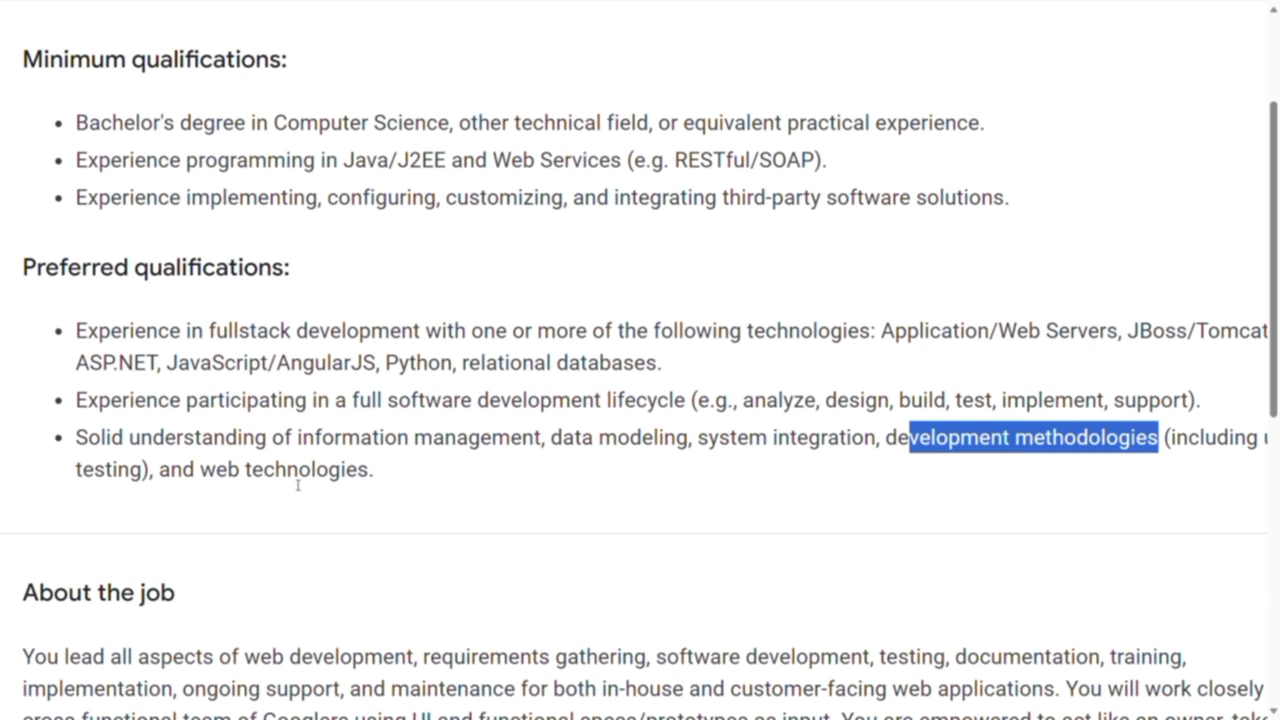 Minimum qualifications:
• Bachelor's degree in Computer Science, other technical field, or equivalent practical experience.
• Experience programming in Java/J2EE and Web Services (e.g. RESTful/SOAP).
• Experience implementing, configuring, customizing, and integrating third-party software solutions.
Preferred qualifications:
• Experience in fullstack development with one or more of the following technologies: Application/Web Servers, JBoss/Tomcat
ASP.NET, JavaScript/AngularJS, Python, relational databases.
• Experience participating in a full software development lifecycle (e.g., analyze, design, build, test, implement, support).
• Solid understanding of information management, data modeling, system integration, development methodologies (including
testing), and web technologies.
About the job
You lead all aspects of web development, requirements gathering, software development, testing, documentation, training,
implementation, ongoing support, and maintenance for both in-house and customer-facing web applications. You will work closely